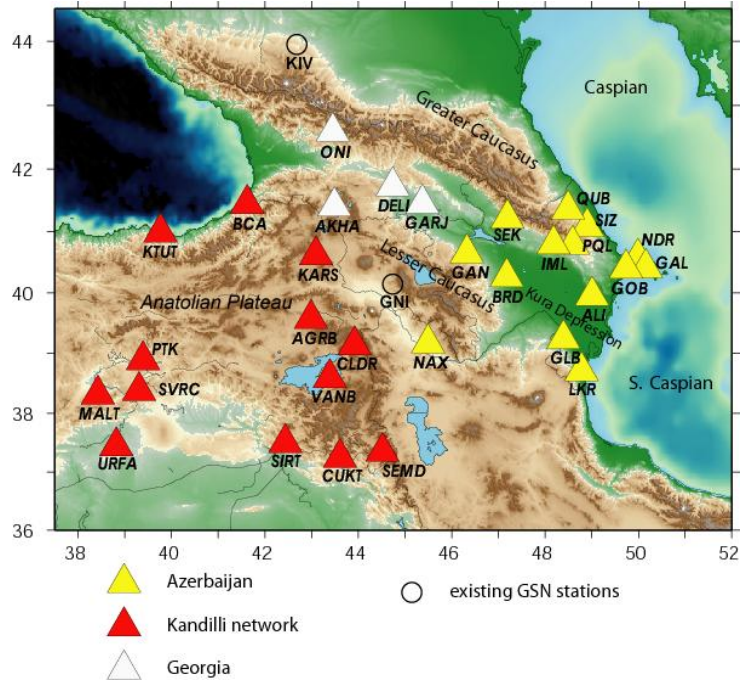 44
KIV
Caspian
Greater Caucasus
ONI
42
DELI
QUB
BCA
AKHA
GARJ
SEK
SIZ
KTUT
IML
PQL
NDR
KARS
GAN
GAL
Lesser Caucasus
GOB
GNI
BRD
40
Anatolian Plateau
ALI
Kura Depression
AGRB
PTK
CLDR
NAX
GLB
SVRC
VANB
LKR
S. Caspian
MALT
38
URFA
SIRT
CUKT
SEMD
36
38 40 42 44 46 48 50 52
Azerbaijan
existing GSN stations
Kandilli network
Georgia